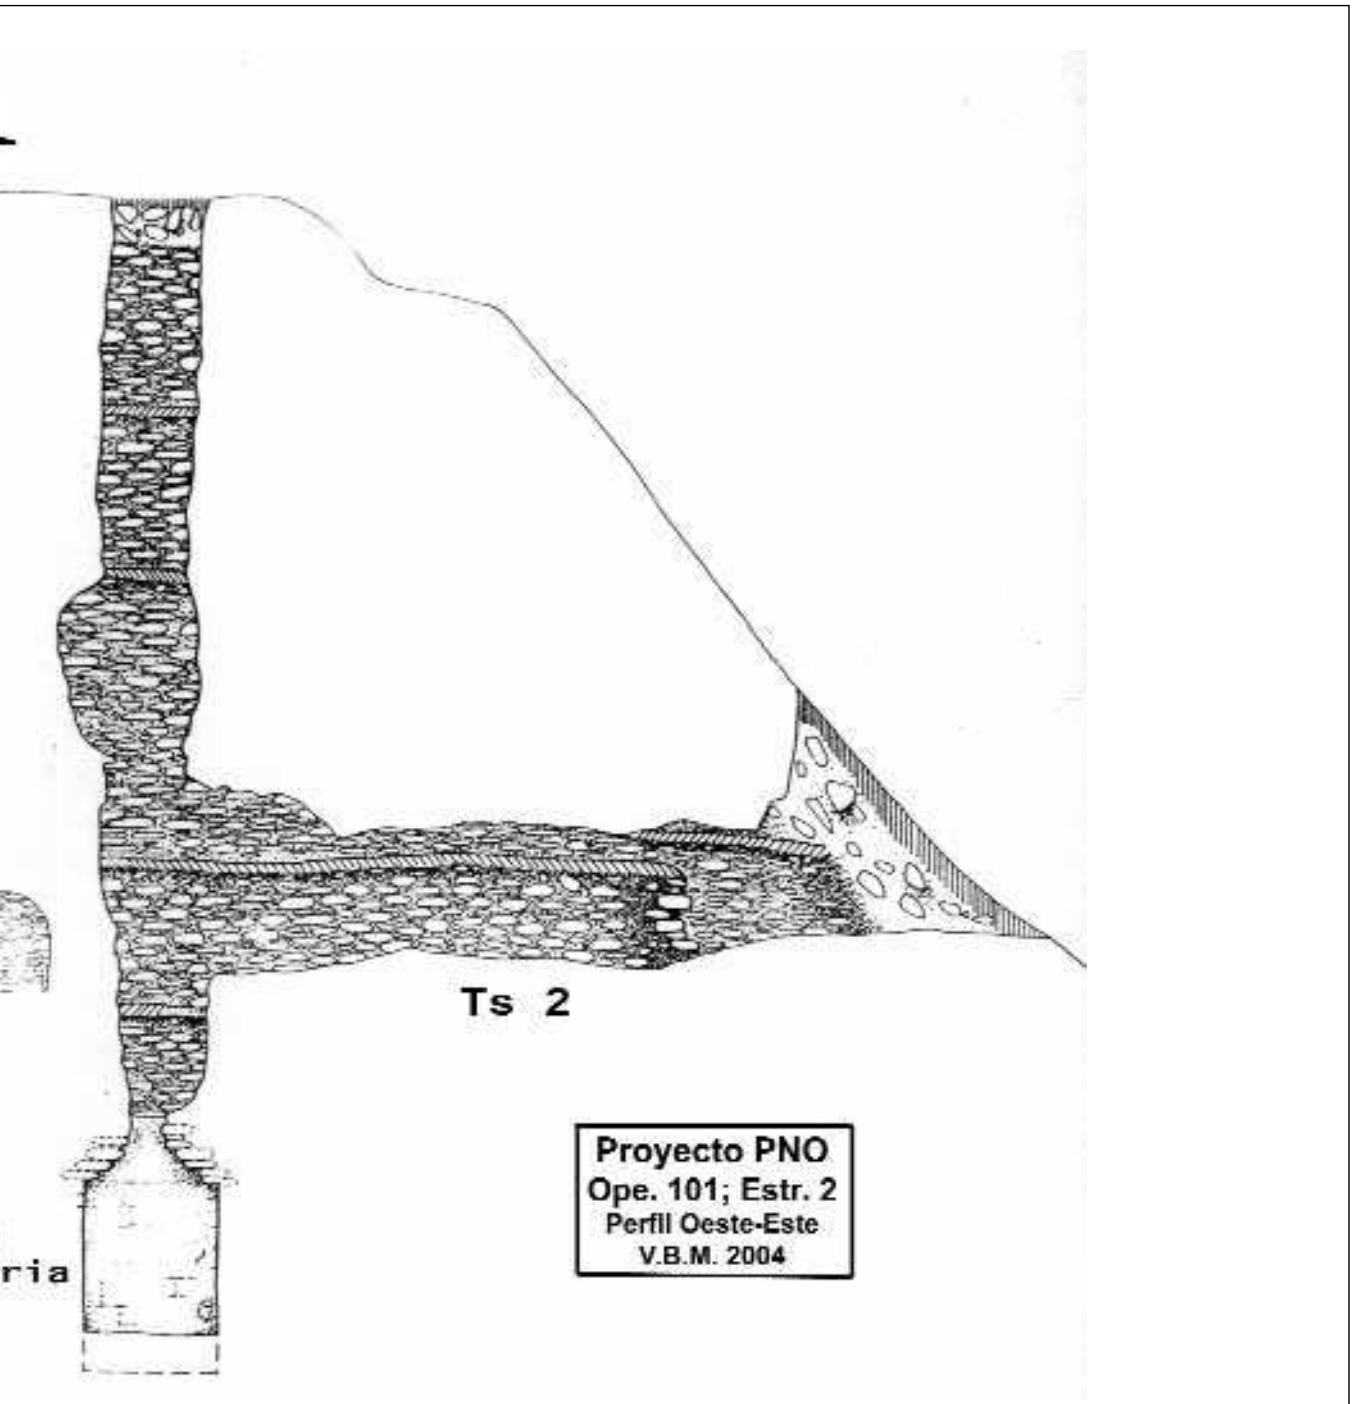 Ts 2
Proyecto PNO
Ope. 101; Estr. 2
Perfil Oeste-Este
V.B.M. 2004
ria